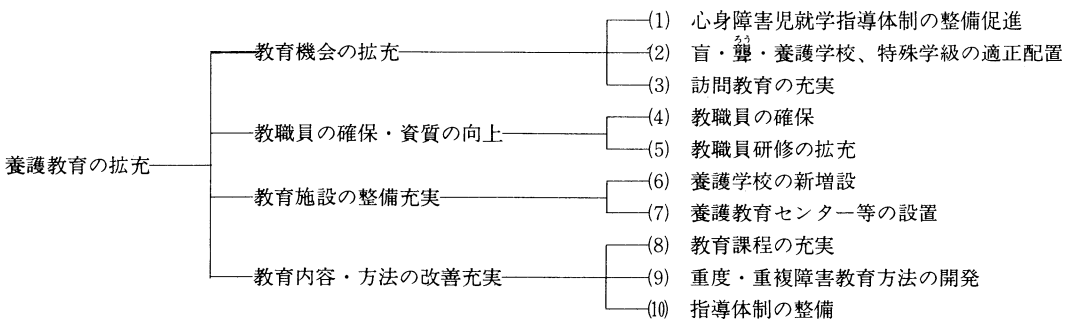 養護教育の拡充
教育機会の拡充
(1) 心身障害児就学指導体制の整備促進
(2) 盲・聾・養護学校、特殊学級の適正配置
ろう
(3) 訪問教育の充実
教職員の確保・資質の向上
(4) 教職員の確保
(5) 教職員研修の拡充
教育施設の整備充実
(6) 養護学校の新増設
(7) 養護教育センター等の設置
教育内容・方法の改善充実
(8) 教育課程の充実
(9) 重度・重複障害教育方法の開発
(10) 指導体制の整備